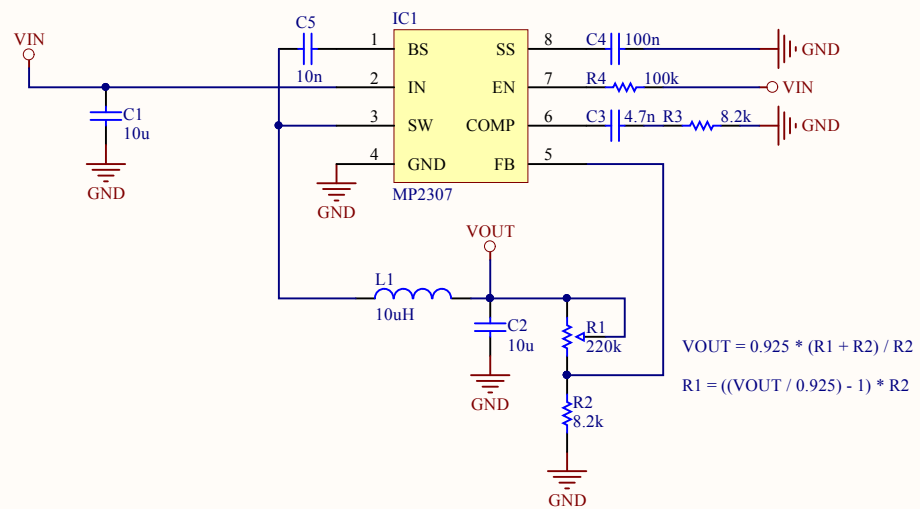 VIN
C1
10u
GND
C5
10n
IC1
1
BS
2
IN
3
SW
4
GND
SS
8
EN
7
COMP
6
FB
5
MP2307
GND
C4
100n
GND
R4
100k
VIN
C3
4.7n
R3
8.2k
GND
VOUT
L1
10uH
C2
10u
GND
R1
220k
R2
8.2k
GND
VOUT = 0.925 * (R1 + R2) / R2
R1 = ((VOUT / 0.925) - 1) * R2